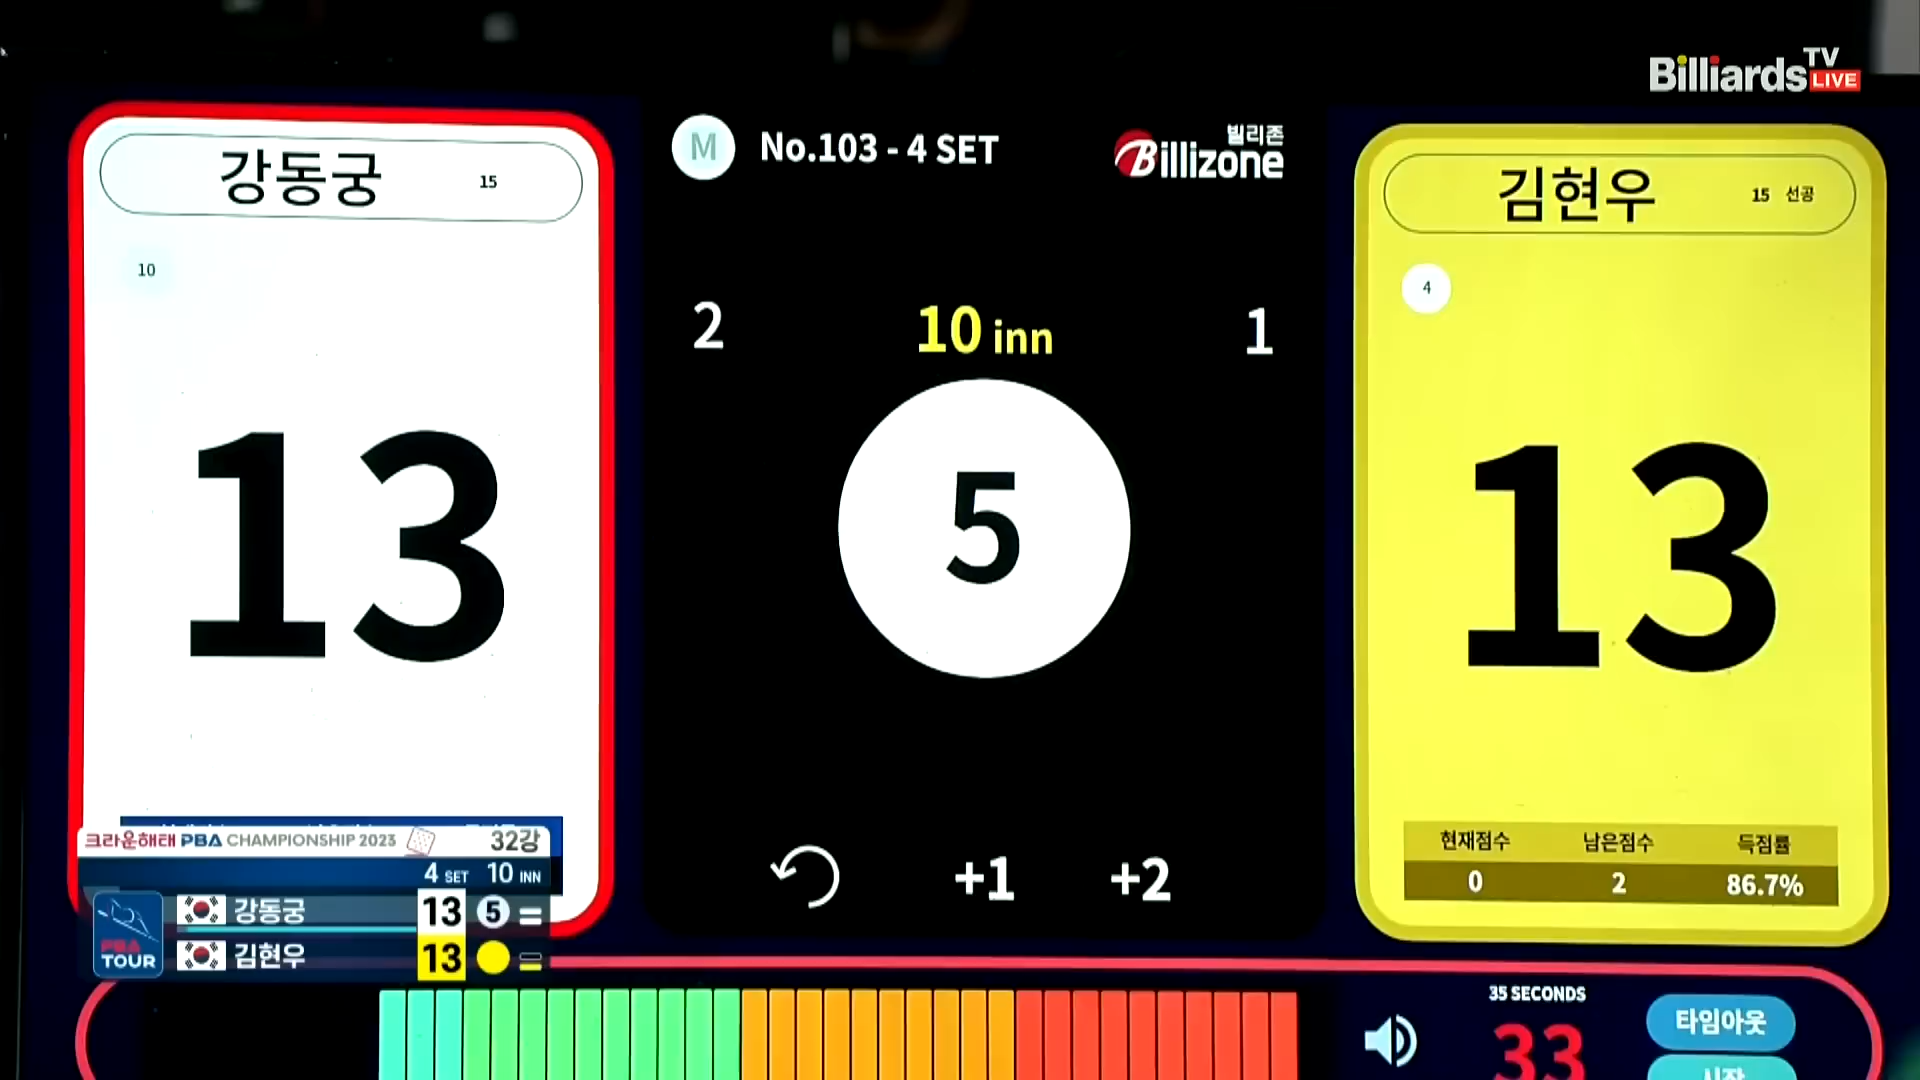 Billiards TV
LIVE
강동궁 15
10
13
M No.103 - 4 SET
빌리존
Billizone
2 10 inn 1
5
+1 +2
김현우 15 선공
4
13
현재점수 남은점수 득점률
0 2 86.7%
크라운해태 PBA CHAMPIONSHIP 2023 32강
4 SET 10 INN
강동궁 13 5
김현우 13
PBA
TOUR
35 SECONDS
33
타임아웃
시작